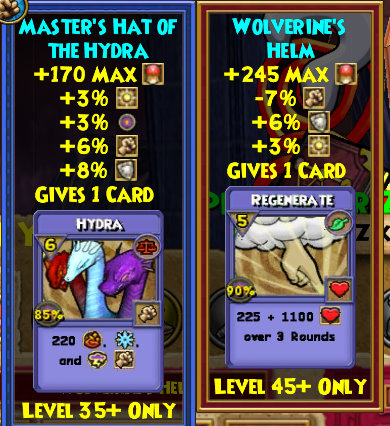 MASTER'S HAT OF
THE HYDRA
+170 MAX
+3%
+3%
+6%
+8%
GIVES 1 CARD
HYDRA
6
85%
220
and
LEVEL 35+ ONLY
WOLVERINE'S
HELM
+245 MAX
-7%
+6%
+3%
GIVES 1 CARD
REGENERATE
5
90%
225 + 1100
over 3 Rounds
LEVEL 45+ ONLY